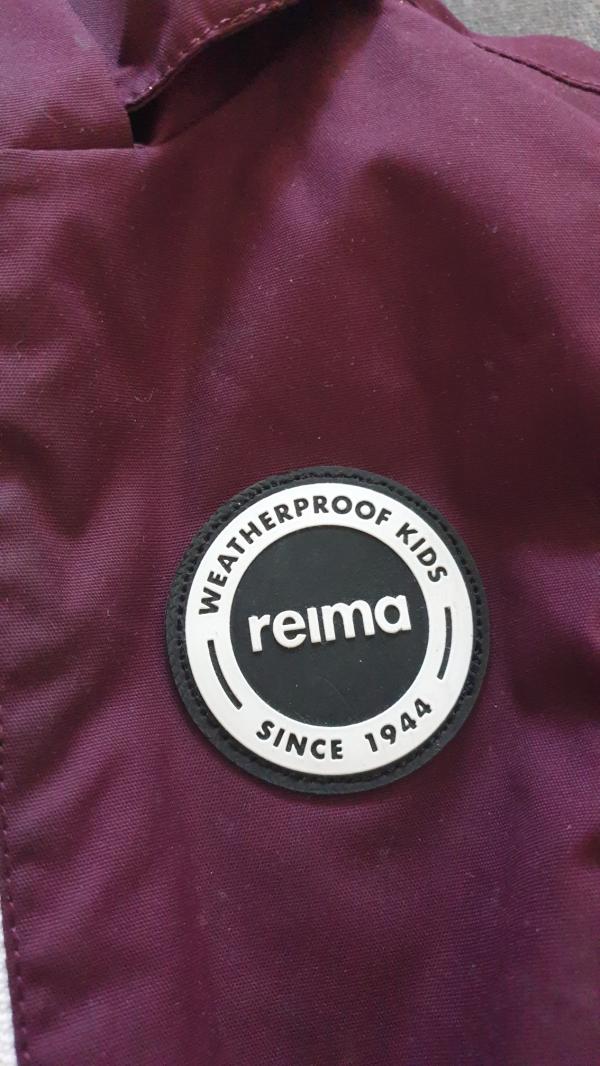 WEATHERPROOF KIDS
reima
SINCE 1944